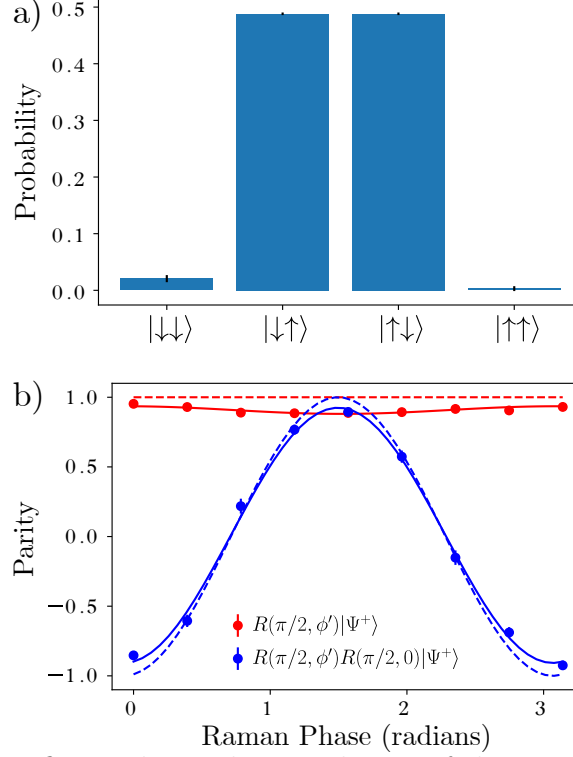 a)
0.5
0.4
0.3
0.2
0.1
0.0
Probability
|↓↓⟩ |↓↑⟩ |↑↓⟩ |↑↑⟩
b)
1.0
0.5
0.0
−0.5
−1.0
Parity
R(π/2, ϕ′)|Ψ⁺⟩
R(π/2, ϕ′)R(π/2, 0)|Ψ⁺⟩
0 1 2 3
Raman Phase (radians)